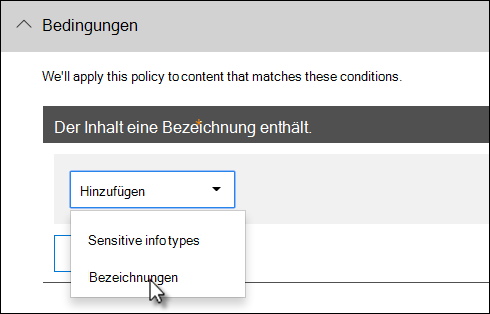 Bedingungen
We'll apply this policy to content that matches these conditions.
Der Inhalt eine Bezeichnung enthält.*
Hinzufügen
Sensitive info types
Bezeichnungen